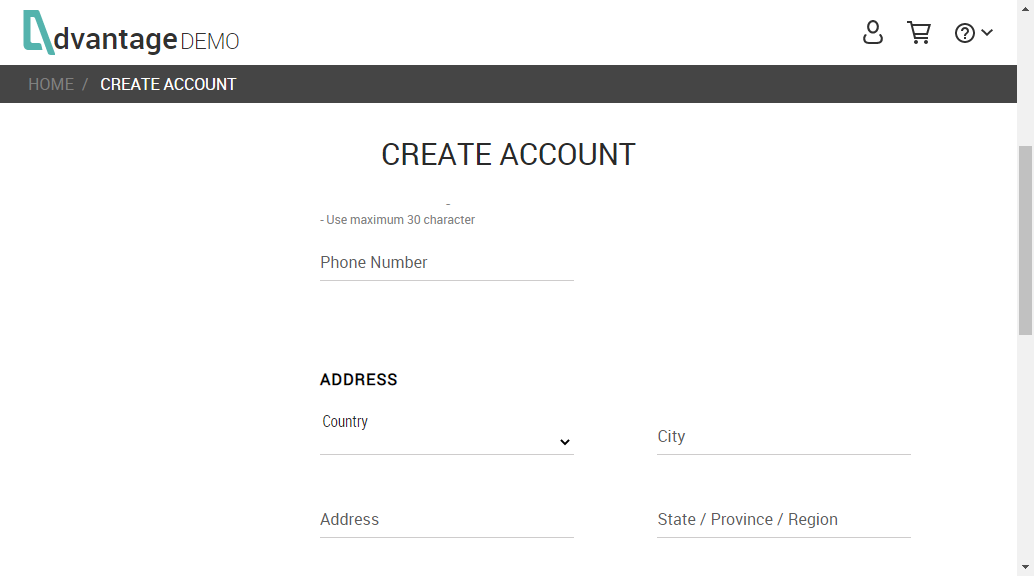 dvantage DEMO
HOME / CREATE ACCOUNT
CREATE ACCOUNT
- Use maximum 30 character
Phone Number
ADDRESS
Country
City
Address
State / Province / Region